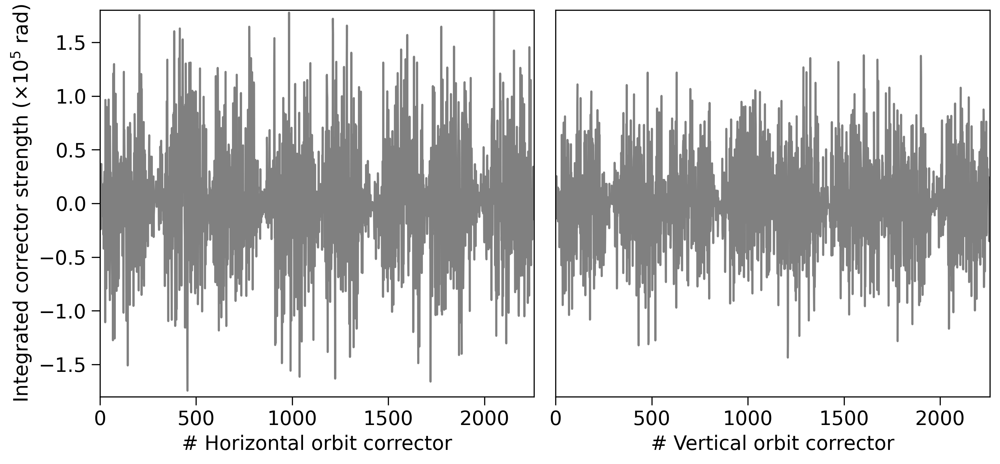 Integrated corrector strength (×10⁵ rad)
1.5
1.0
0.5
0.0
−0.5
−1.0
−1.5
0 500 1000 1500 2000
# Horizontal orbit corrector
0 500 1000 1500 2000
# Vertical orbit corrector